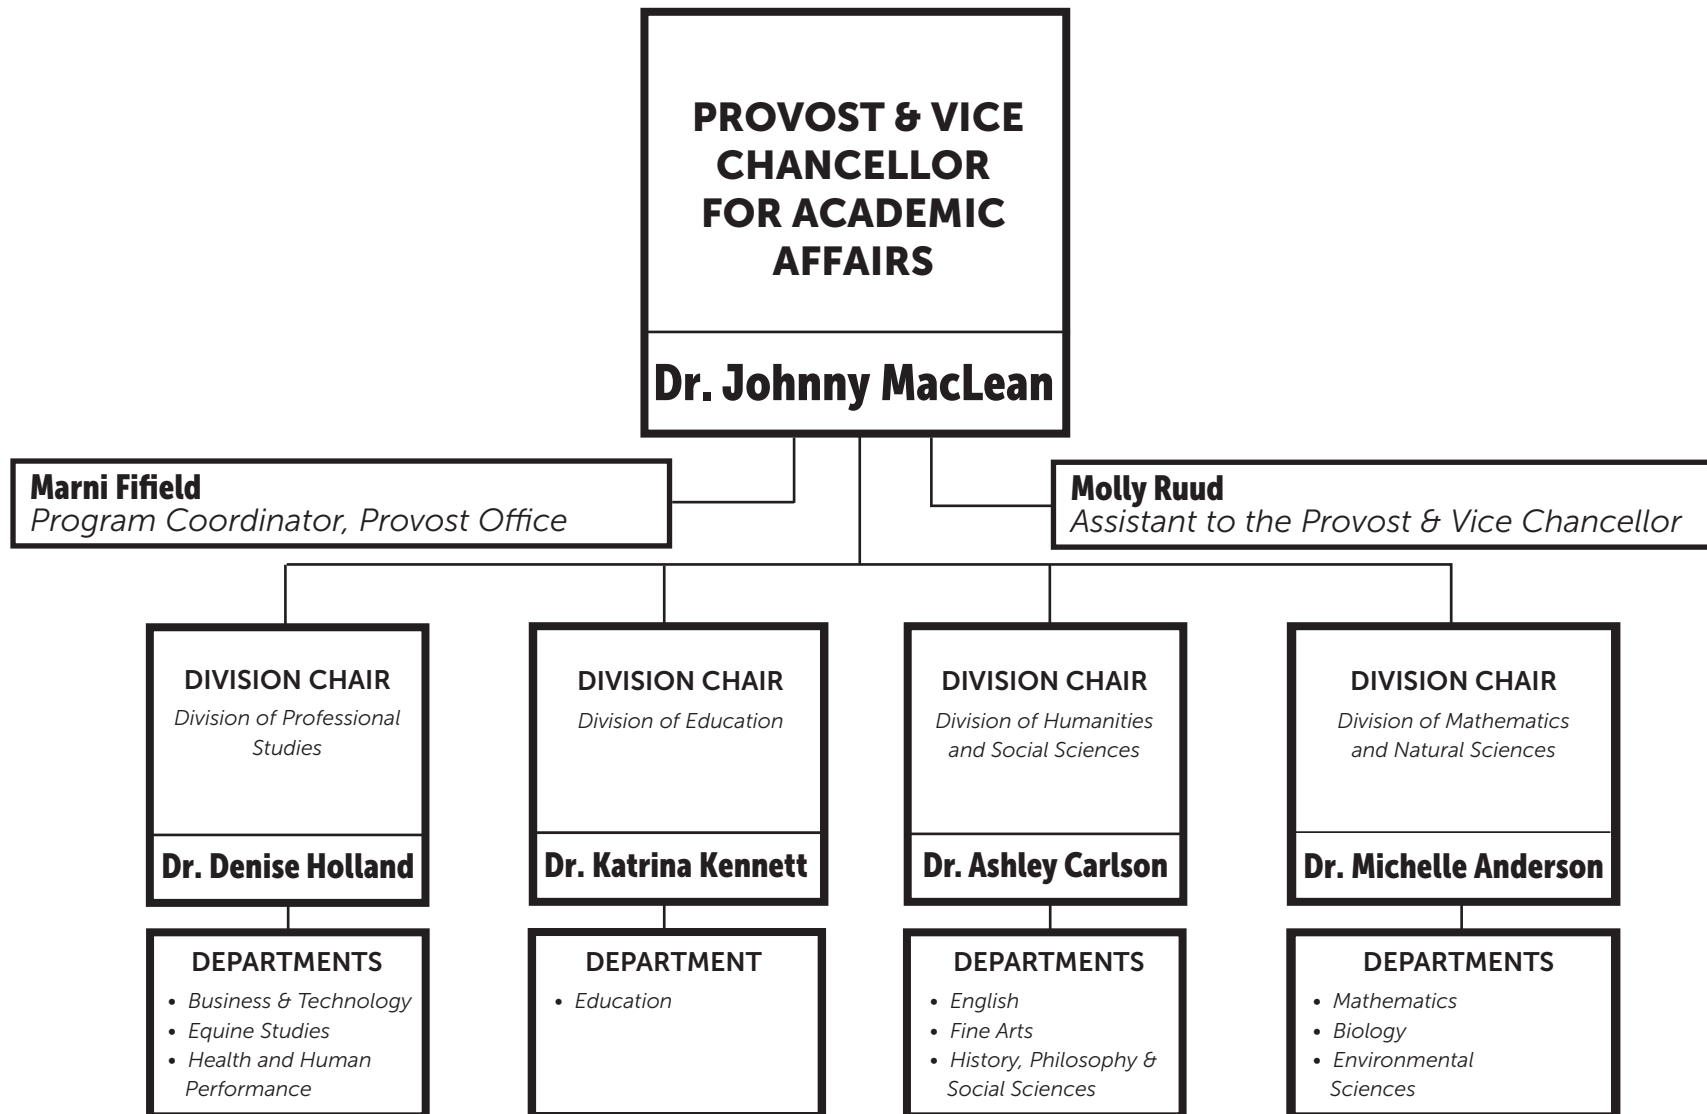 PROVOST & VICE
CHANCELLOR
FOR ACADEMIC
AFFAIRS
Dr. Johnny MacLean
Marni Fifield
Program Coordinator, Provost Office
Molly Ruud
Assistant to the Provost & Vice Chancellor
DIVISION CHAIR
Division of Professional
Studies
Dr. Denise Holland
DIVISION CHAIR
Division of Education
Dr. Katrina Kennett
DIVISION CHAIR
Division of Humanities
and Social Sciences
Dr. Ashley Carlson
DIVISION CHAIR
Division of Mathematics
and Natural Sciences
Dr. Michelle Anderson
DEPARTMENTS
• Business & Technology
• Equine Studies
• Health and Human
Performance
DEPARTMENT
• Education
DEPARTMENTS
• English
• Fine Arts
• History, Philosophy &
Social Sciences
DEPARTMENTS
• Mathematics
• Biology
• Environmental
Sciences